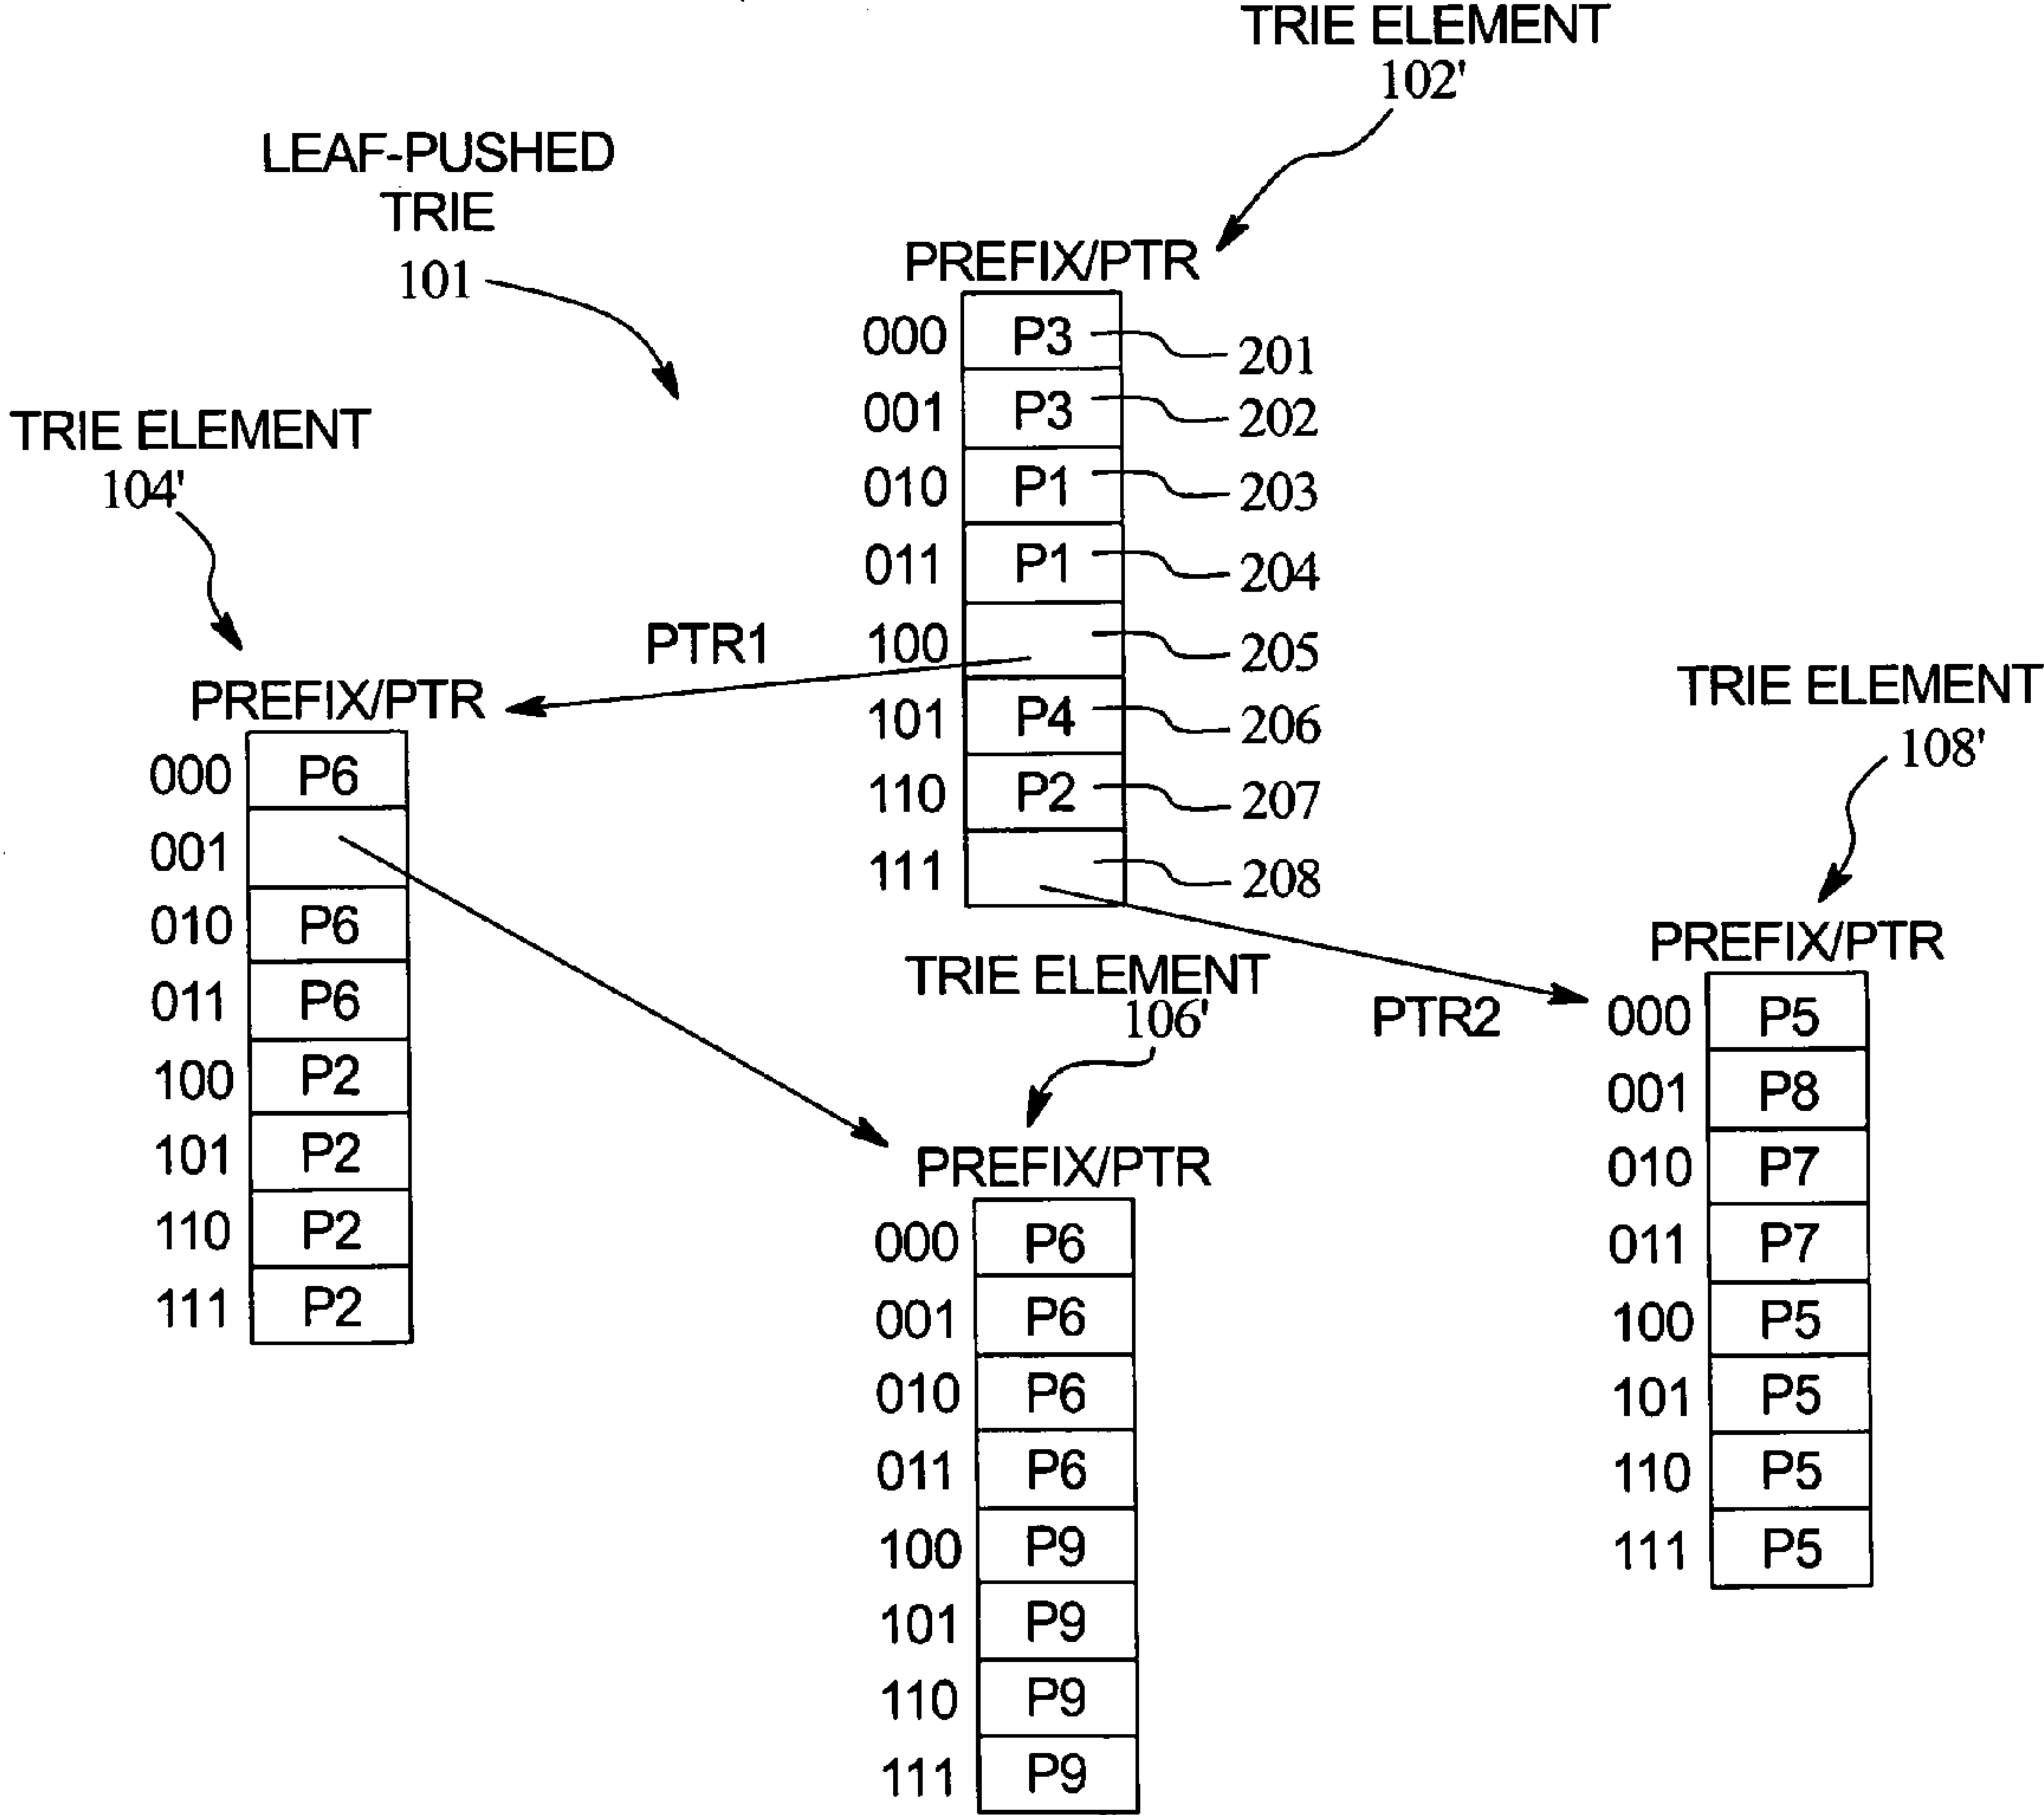 TRIE ELEMENT
102'
LEAF-PUSHED
TRIE
101
PREFIX/PTR
000 P3 201
001 P3 202
010 P1 203
011 P1 204
100 205
101 P4 206
110 P2 207
111 208
TRIE ELEMENT
104'
PTR1
PREFIX/PTR
000 P6
001
010 P6
011 P6
100 P2
101 P2
110 P2
111 P2
TRIE ELEMENT
106'
PREFIX/PTR
000 P6
001 P6
010 P6
011 P6
100 P9
101 P9
110 P9
111 P9
TRIE ELEMENT
108'
PTR2
PREFIX/PTR
000 P5
001 P8
010 P7
011 P7
100 P5
101 P5
110 P5
111 P5